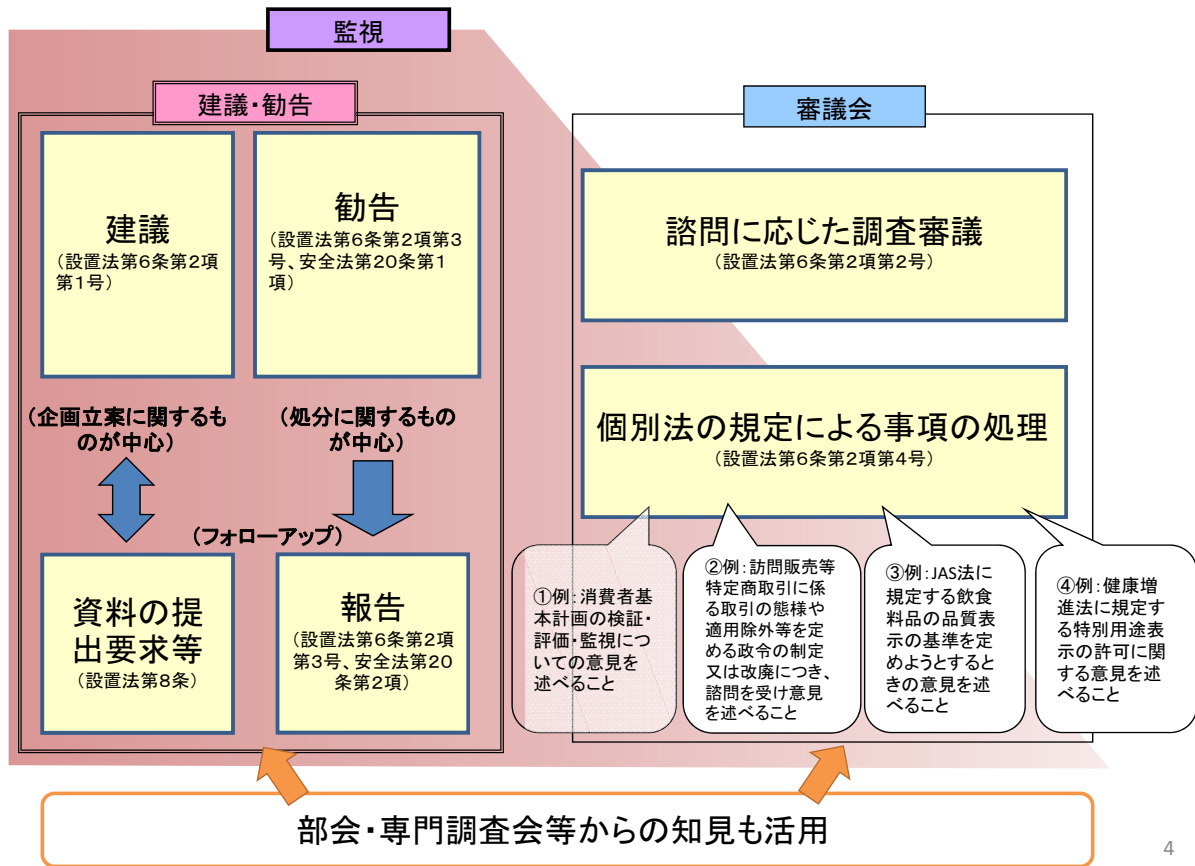 監視
建議・勧告
建議
(設置法第6条第2項
第1号)
勧告
(設置法第6条第2項第3
号、安全法第20条第1
項)
(企画立案に関するも
のが中心)
(処分に関するもの
が中心)
(フォローアップ)
資料の提
出要求等
(設置法第8条)
報告
(設置法第6条第2項
第3号、安全法第20
条第2項)
審議会
諮問に応じた調査審議
(設置法第6条第2項第2号)
個別法の規定による事項の処理
(設置法第6条第2項第4号)
①例:消費者基
本計画の検証・
評価・監視につ
いての意見を
述べること
②例:訪問販売等
特定商取引に係
る取引の態様や
適用除外等を定
める政令の制定
又は改廃につき、
諮問を受け意見
を述べること
③例:JAS法に
規定する飲食
料品の品質表
示の基準を定
めようとすると
きの意見を述
べること
④例:健康増
進法に規定す
る特別用途表
示の許可に関
する意見を述
べること
部会・専門調査会等からの知見も活用
4